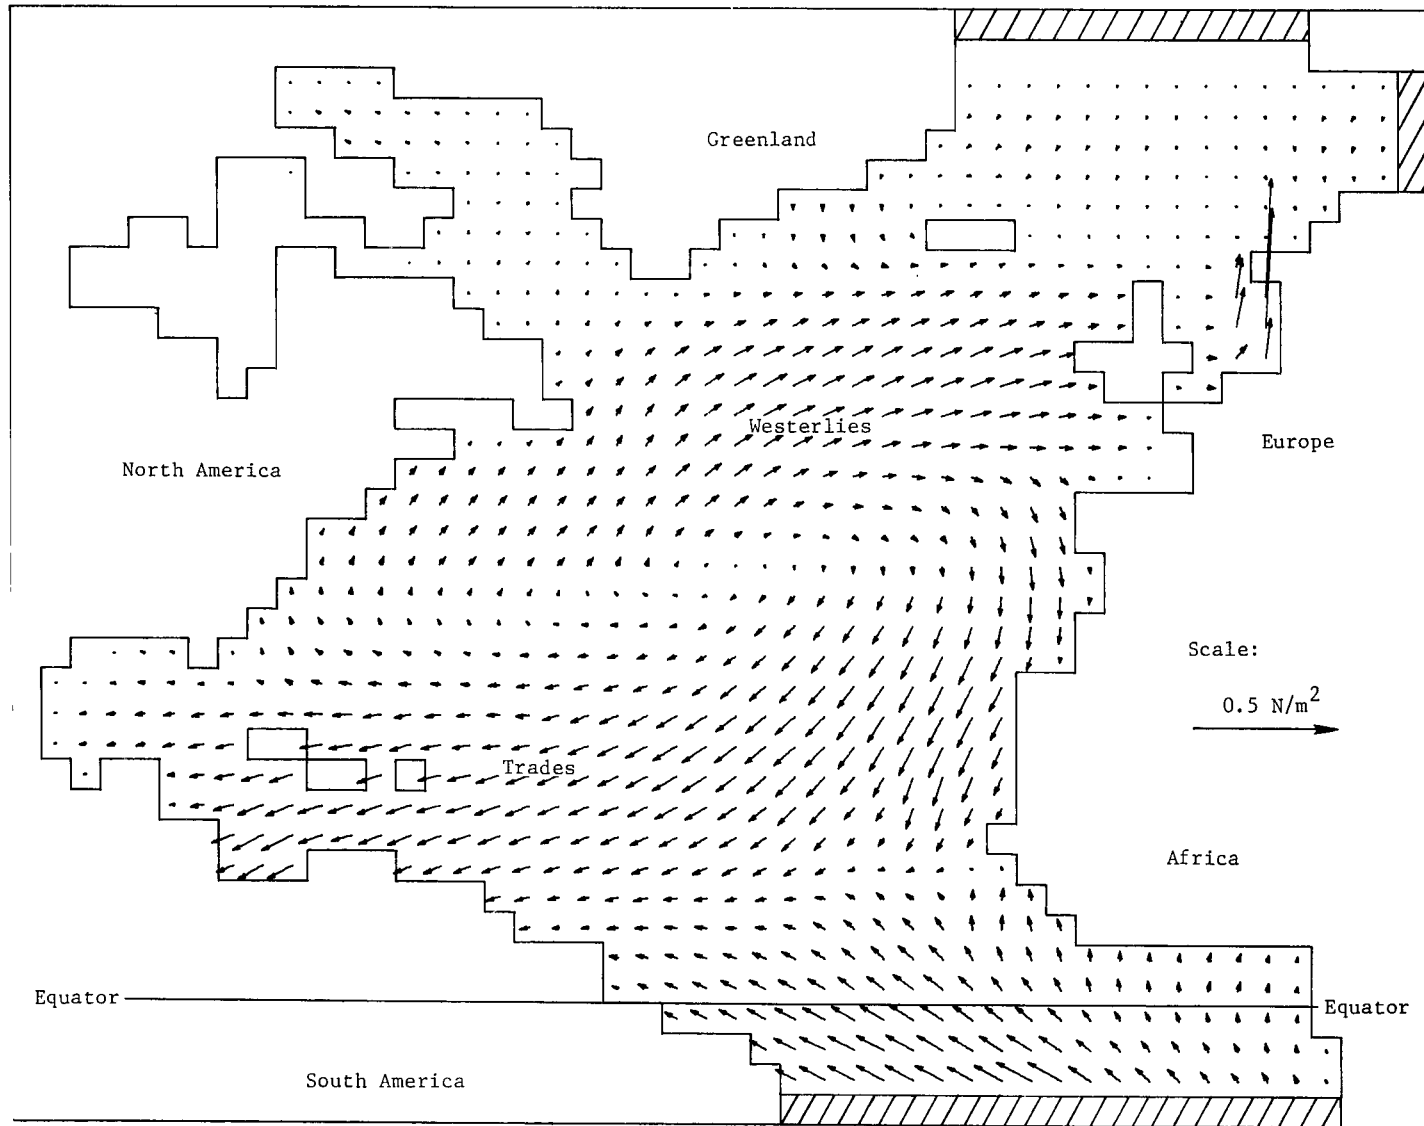 Greenland
Westerlies
Europe
North America
Scale:
0.5 N/m²
Trades
Africa
Equator
Equator
South America